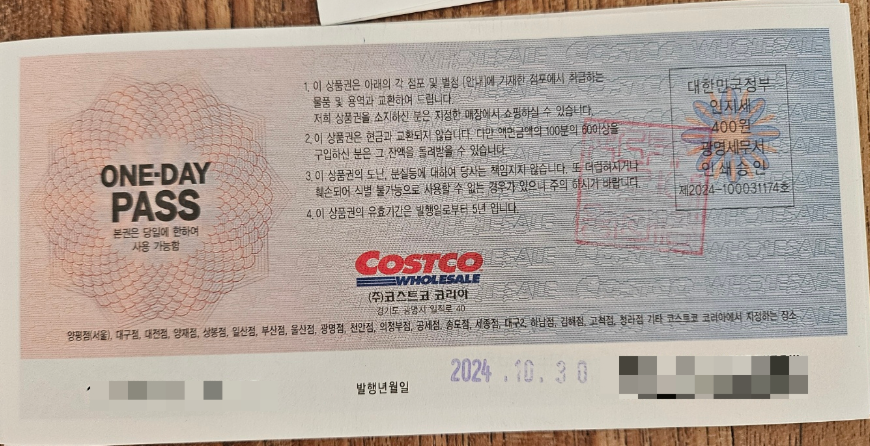 ONE-DAY
PASS
본권은 당일에 한하여
사용 가능함
1. 이 상품권은 아래의 각 점포 및 별첨 (안내)에 기재한 점포에서 취급하는
물품 및 용역과 교환하여 드립니다.
저희 상품권을 소지하신 분은 지정한 매장에서 쇼핑하실 수 있습니다.
2. 이 상품권은 현금과 교환되지 않습니다. 다만 액면금액의 100분의 60이상을
구입하신 분은 그 잔액을 돌려받을 수 있습니다.
3. 이 상품권의 도난, 분실등에 대하여 당사는 책임지지 않습니다. 또 더럽혀지거나
훼손되어 식별 불가능으로 사용할 수 없는 경우가 있으니 주의 하시기 바랍니다.
4. 이 상품권의 유효기간은 발행일로부터 5년 입니다.
대한민국정부
인지세
400원
광명세무서
인쇄승인
제2024-100031174호
COSTCO
WHOLESALE
(주)코스트코 코리아
경기도 광명시 일직로 40
양평점(서울), 대구점, 대전점, 양재점, 상봉점, 일산점, 부산점, 울산점, 광명점, 천안점, 의정부점, 공세점, 송도점, 세종점, 대구2, 하남점, 김해점, 고척점, 청라점 기타 코스트코 코리아에서 지정하는 장소
발행년월일 2024.10.30